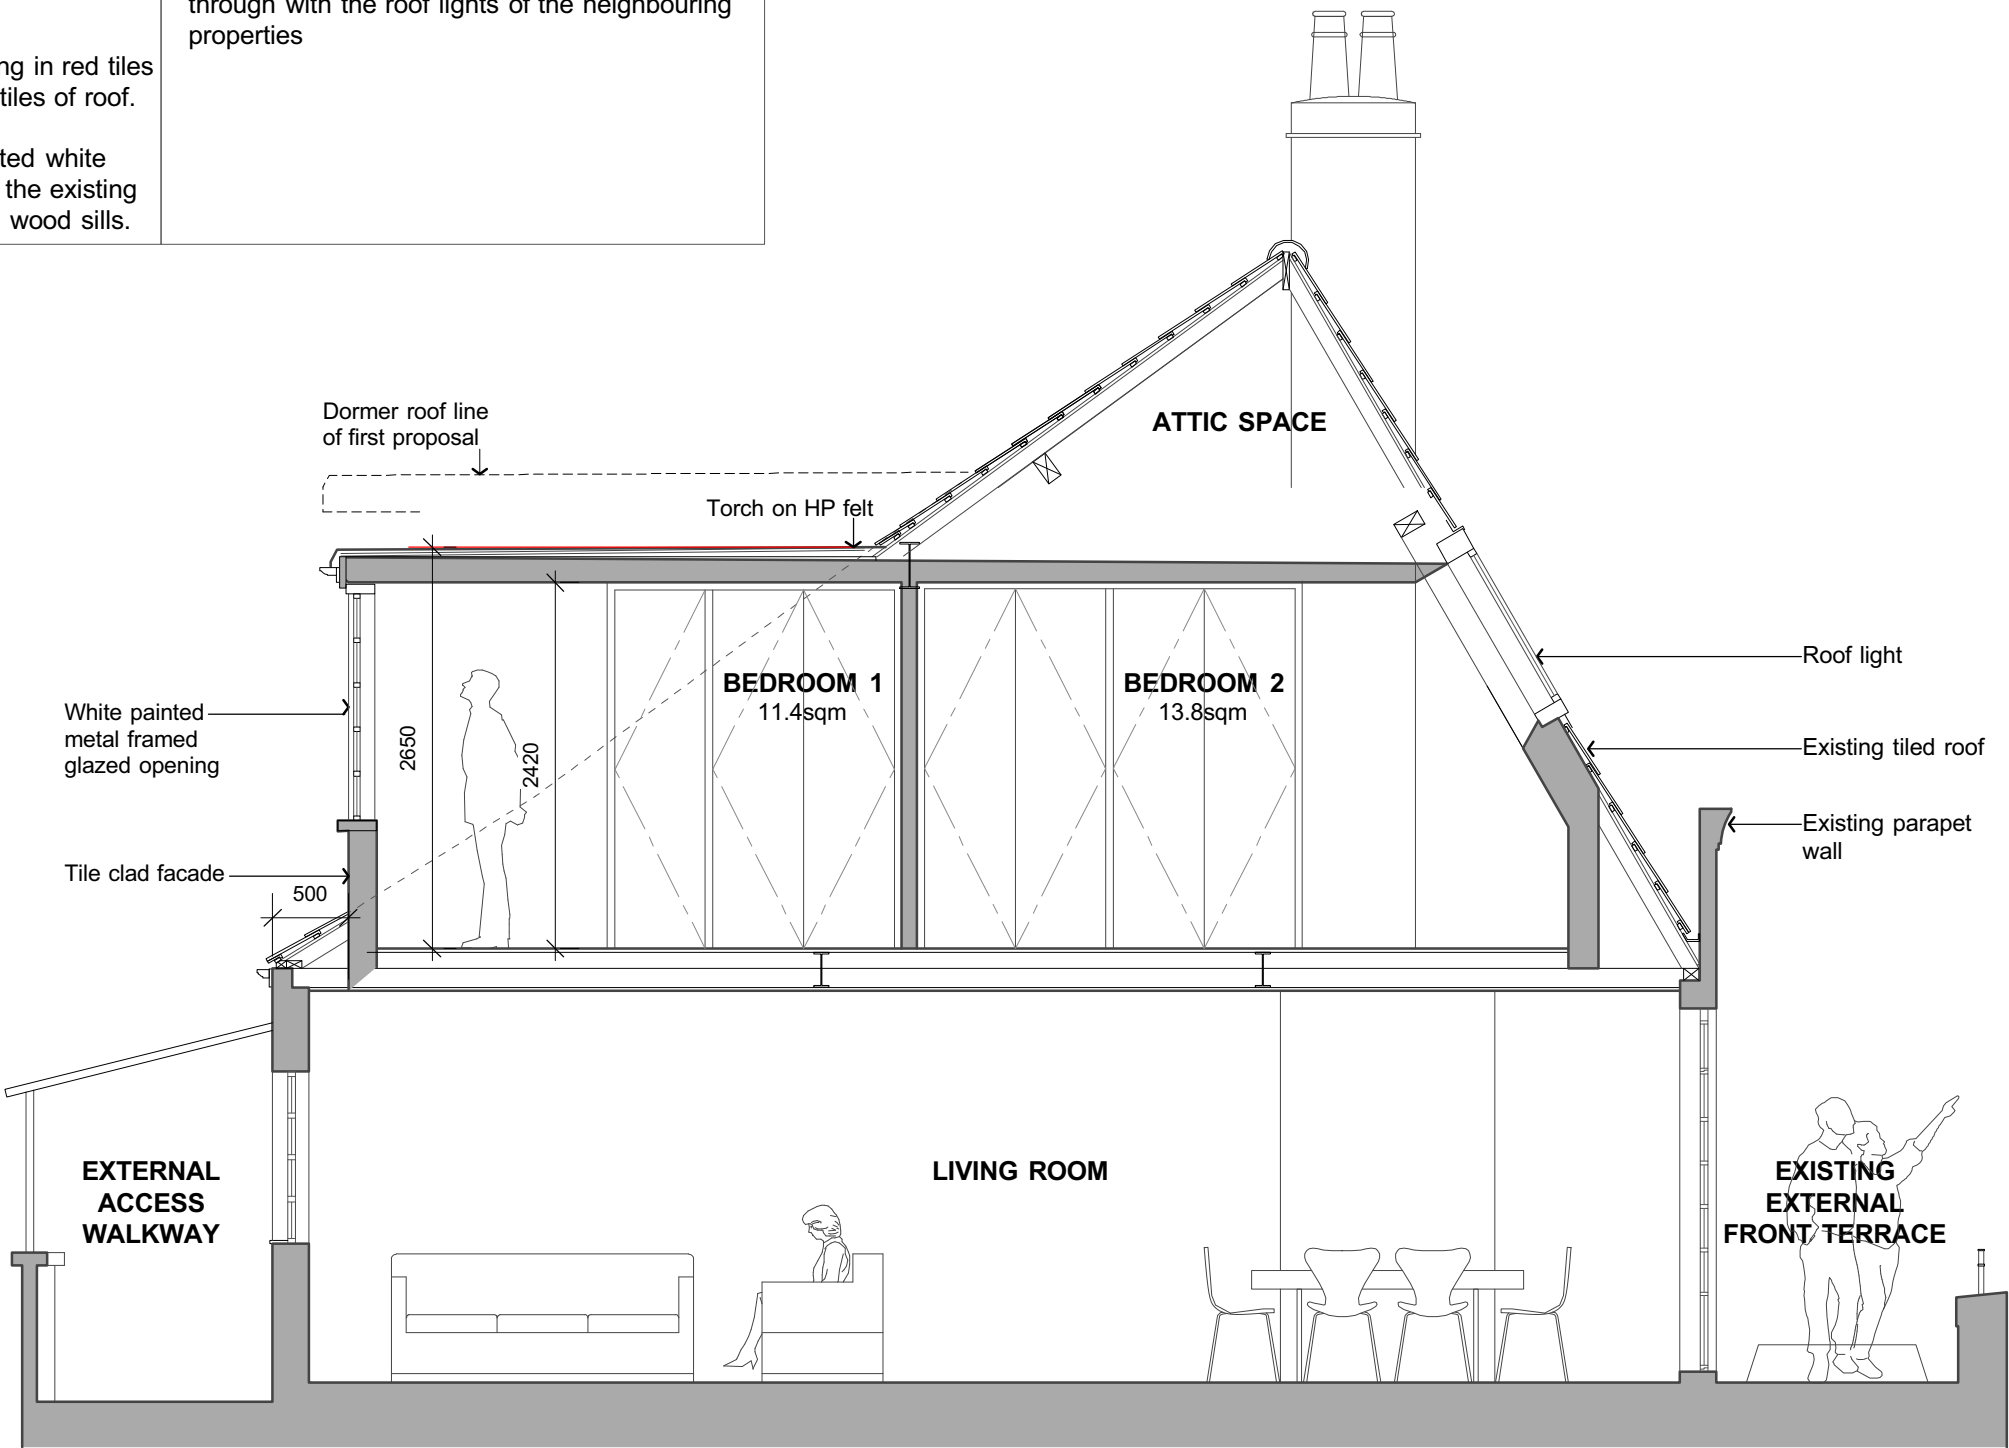 through with the roof lights of the neighbouring
properties
ng in red tiles
tiles of roof.
ted white
the existing
wood sills.
ATTIC SPACE
Dormer roof line
of first proposal
Torch on HP felt
BEDROOM 1
11.4sqm
BEDROOM 2
13.8sqm
Roof light
White painted
metal framed
glazed opening
2650
2420
Existing tiled roof
Existing parapet
wall
Tile clad facade
500
EXTERNAL
ACCESS
WALKWAY
LIVING ROOM
EXISTING
EXTERNAL
FRONT TERRACE